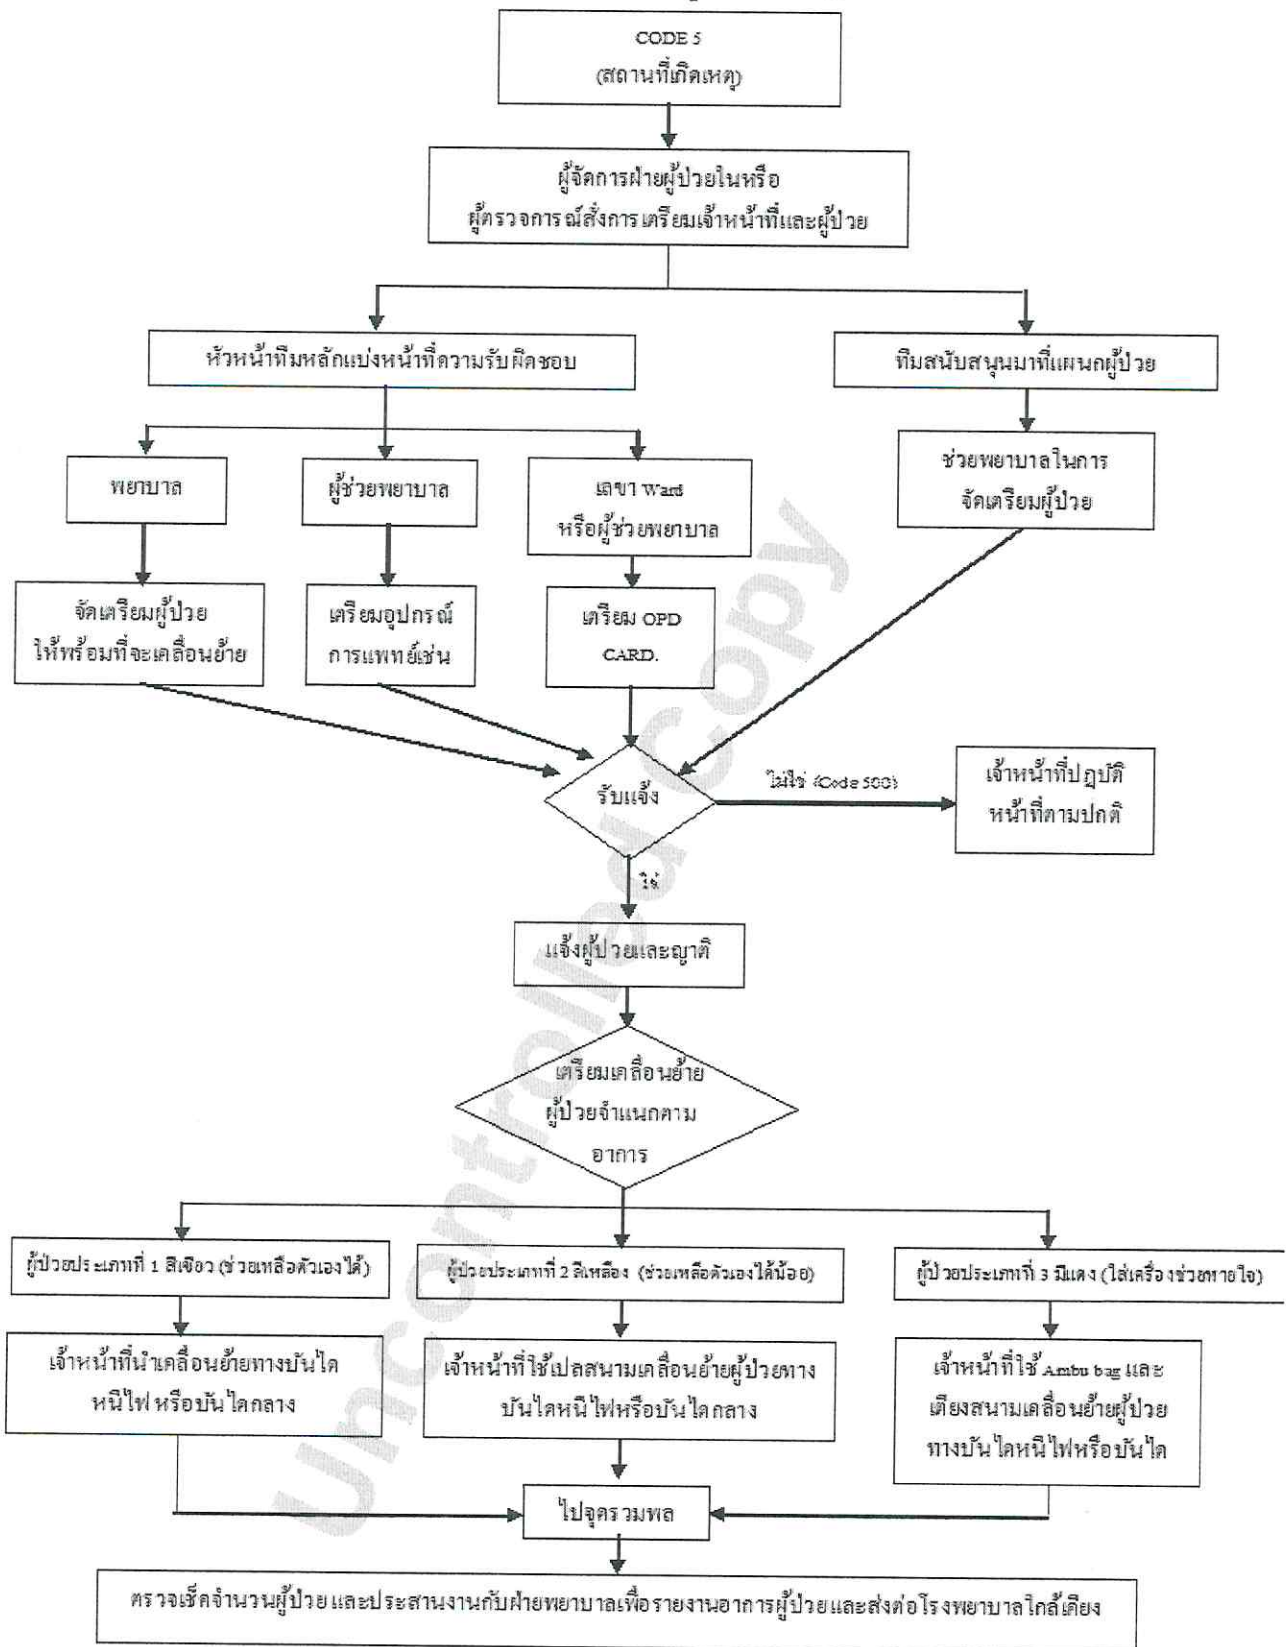 CODE 5
(สถานที่เกิดเหตุ)
ผู้จัดการฝ่ายผู้ป่วยในหรือ
ผู้ตรวจการณ์สั่งการเตรียมเจ้าหน้าที่และผู้ป่วย
หัวหน้าทีมหลักแบ่งหน้าที่ความรับผิดชอบ
ทีมสนับสนุนมาที่แผนกผู้ป่วย
พยาบาล
ผู้ช่วยพยาบาล
เลขา Ward
หรือผู้ช่วยพยาบาล
ช่วยพยาบาลในการ
จัดเตรียมผู้ป่วย
จัดเตรียมผู้ป่วย
ให้พร้อมที่จะเคลื่อนย้าย
เตรียมอุปกรณ์
การแพทย์เช่น
เตรียม OPD
CARD.
รับแจ้ง
ไม่ใช่ (Code 500)
เจ้าหน้าที่ปฏิบัติ
หน้าที่ตามปกติ
ใช่
แจ้งผู้ป่วยและญาติ
เตรียมเคลื่อนย้าย
ผู้ป่วยจำแนกตาม
อาการ
ผู้ป่วยประเภทที่ 1 สีเขียว (ช่วยเหลือตัวเองได้)
ผู้ป่วยประเภทที่ 2 สีเหลือง (ช่วยเหลือตัวเองได้น้อย)
ผู้ป่วยประเภทที่ 3 มีแดง (ใส่เครื่องช่วยหายใจ)
เจ้าหน้าที่นำเคลื่อนย้ายทางบันได
หนีไฟ หรือบันไดกลาง
เจ้าหน้าที่ใช้เปลสนามเคลื่อนย้ายผู้ป่วยทาง
บันไดหนีไฟหรือบันไดกลาง
เจ้าหน้าที่ใช้ Ambu bag และ
เตียงสนามเคลื่อนย้ายผู้ป่วย
ทางบันไดหนีไฟหรือบันได
ไปจุดรวมพล
ตรวจเช็คจำนวนผู้ป่วยและประสานงานกับฝ่ายพยาบาลเพื่อรายงานอาการผู้ป่วยและส่งต่อโรงพยาบาลใกล้เคียง
Uncontrolled Copy